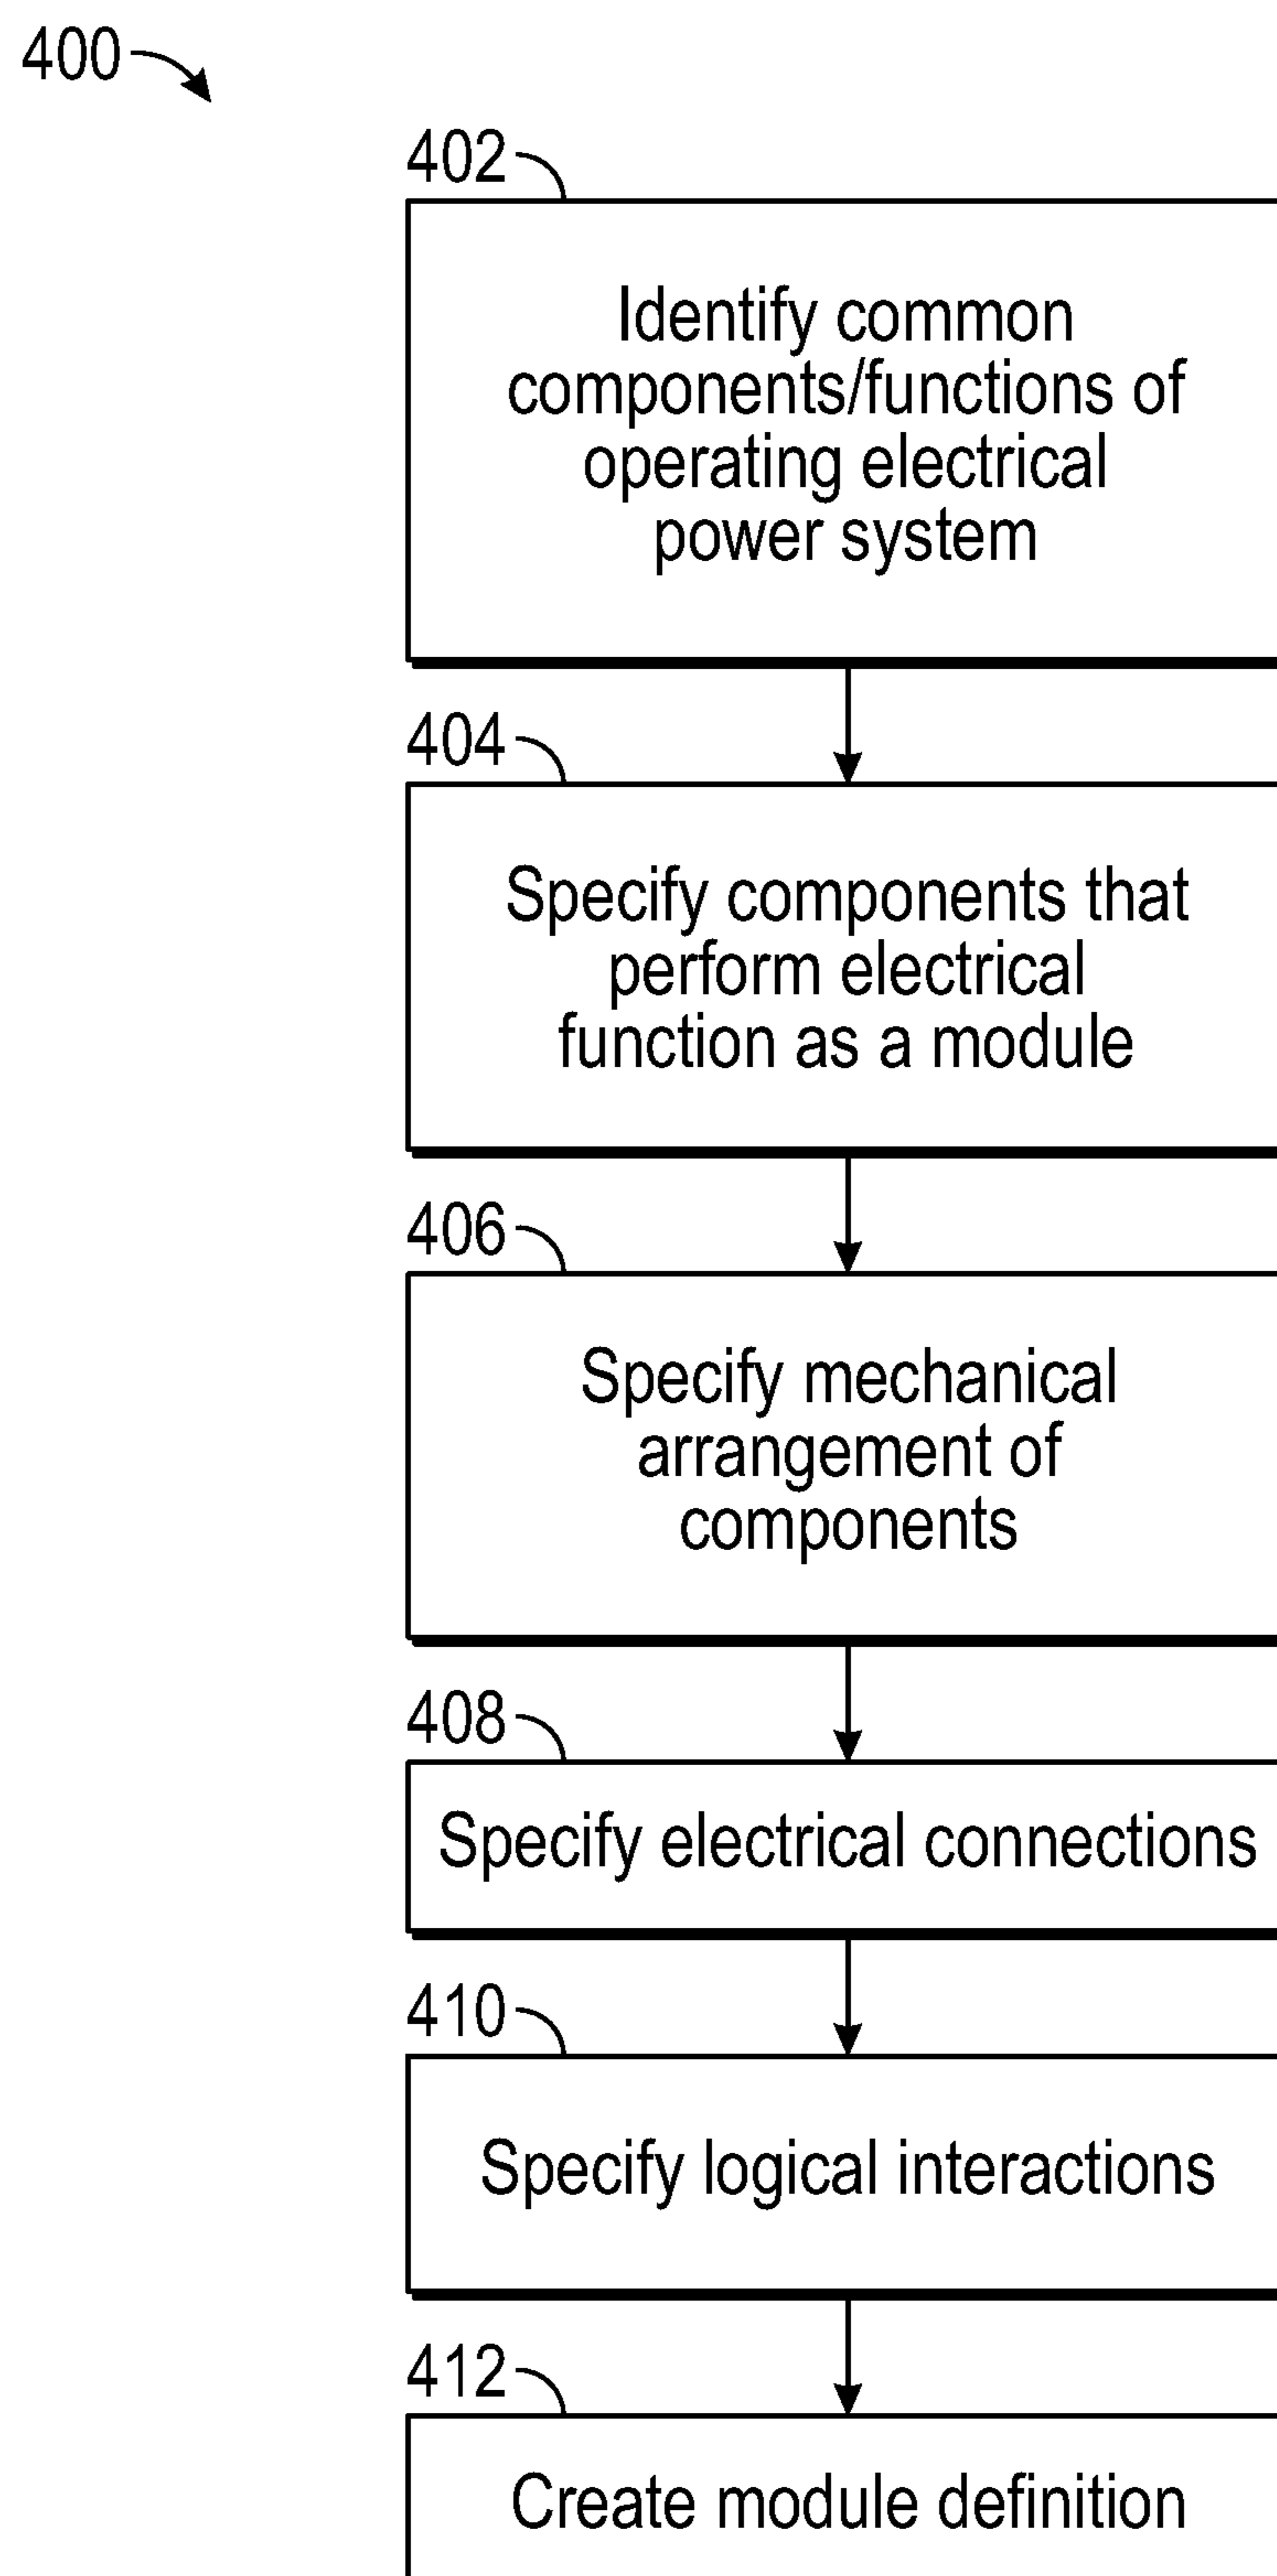 400
402
Identify common
components/functions of
operating electrical
power system
404
Specify components that
perform electrical
function as a module
406
Specify mechanical
arrangement of
components
408
Specify electrical connections
410
Specify logical interactions
412
Create module definition